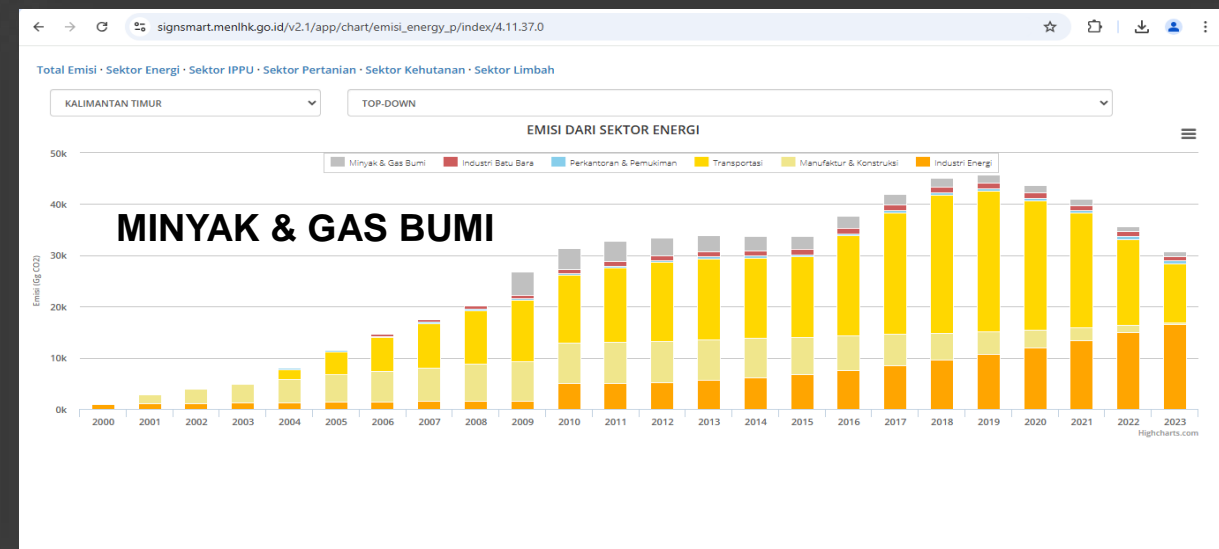 signsmart.menlhk.go.id/v2.1/app/chart/emisi_energy_p/index/4.11.37.0
Total Emisi · Sektor Energi · Sektor IPPU · Sektor Pertanian · Sektor Kehutanan · Sektor Limbah
KALIMANTAN TIMUR TOP-DOWN
EMISI DARI SEKTOR ENERGI
Minyak & Gas Bumi Industri Batu Bara Perkantoran & Pemukiman Transportasi Manufaktur & Konstruksi Industri Energi
MINYAK & GAS BUMI
Emisi (Gg CO2)
50k
40k
30k
20k
10k
0k
2000 2001 2002 2003 2004 2005 2006 2007 2008 2009 2010 2011 2012 2013 2014 2015 2016 2017 2018 2019 2020 2021 2022 2023
Highcharts.com